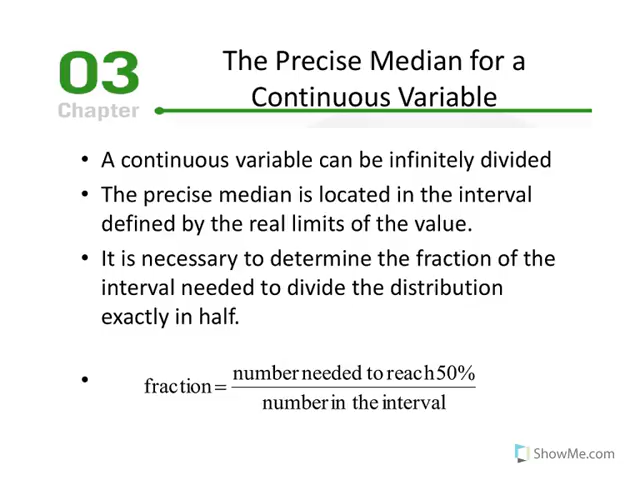 03
Chapter
The Precise Median for a
Continuous Variable
• A continuous variable can be infinitely divided
• The precise median is located in the interval
defined by the real limits of the value.
• It is necessary to determine the fraction of the
interval needed to divide the distribution
exactly in half.
• fraction = number needed to reach 50%
number in the interval
ShowMe.com